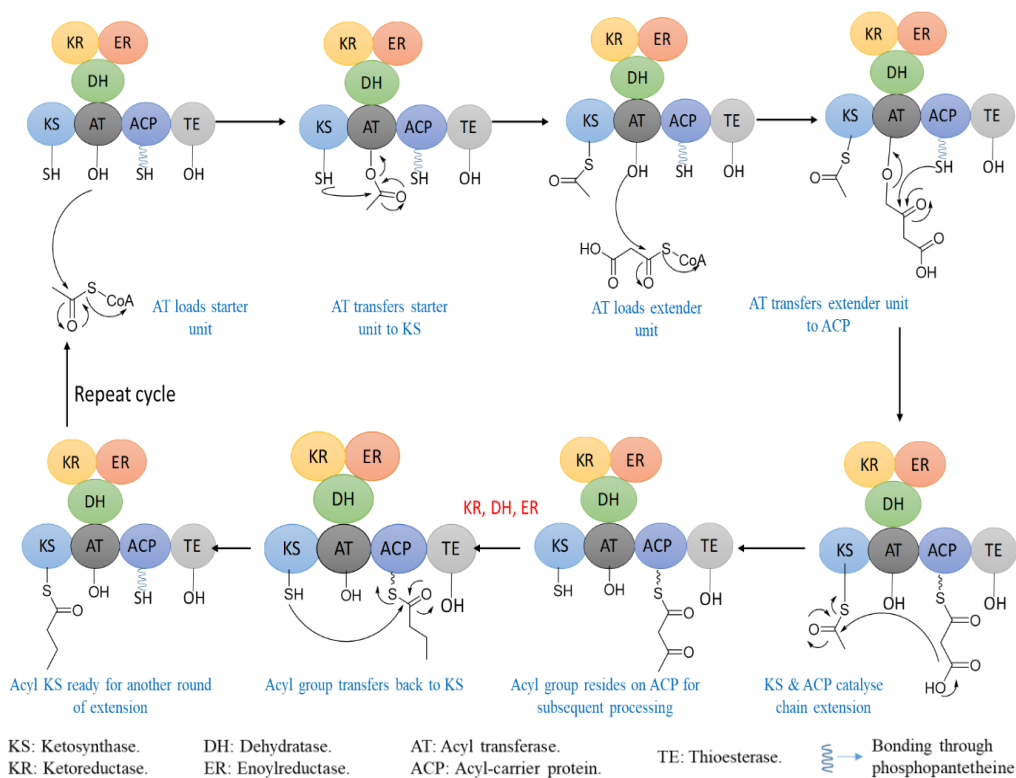 KR ER
DH
KS AT ACP TE
SH OH SH OH
O
S
CoA
AT loads starter
unit
KR ER
DH
KS AT ACP TE
SH O SH OH
O
AT transfers starter
unit to KS
KR ER
DH
KS AT ACP TE
S OH SH OH
O
HO
S
CoA
O O
AT loads extender
unit
KR ER
DH
KS AT ACP TE
S SH OH
O O
O
O
OH
AT transfers extender unit
to ACP
Repeat cycle
KR ER
DH
KS AT ACP TE
OH
S SH OH
O
Acyl KS ready for another round
of extension
KR ER
DH
KS AT ACP TE
SH OH S OH
O
Acyl group transfers back to KS
KR, DH, ER
KR ER
DH
KS AT ACP TE
SH OH S OH
O
O
Acyl group resides on ACP for
subsequent processing
KR ER
DH
KS AT ACP TE
OH S OH
S
O O
O
HO
KS & ACP catalyse
chain extension
KS: Ketosynthase. DH: Dehydratase. AT: Acyl transferase. TE: Thioesterase. Bonding through
KR: Ketoreductase. ER: Enoylreductase. ACP: Acyl-carrier protein. phosphopantetheine